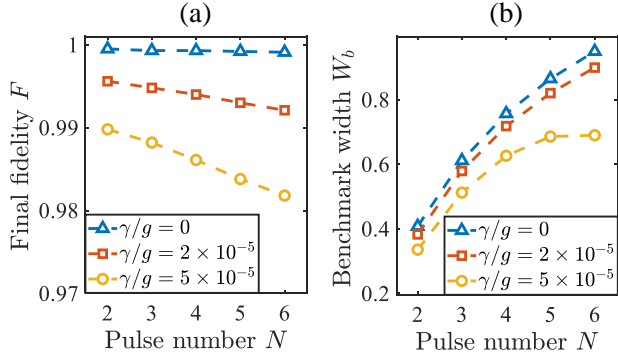 (a)
1
0.99
0.98
0.97
Final fidelity F
γ/g = 0
γ/g = 2 × 10⁻⁵
γ/g = 5 × 10⁻⁵
2 3 4 5 6
Pulse number N
(b)
0.8
0.6
0.4
0.2
Benchmark width W_b
γ/g = 0
γ/g = 2 × 10⁻⁵
γ/g = 5 × 10⁻⁵
2 3 4 5 6
Pulse number N